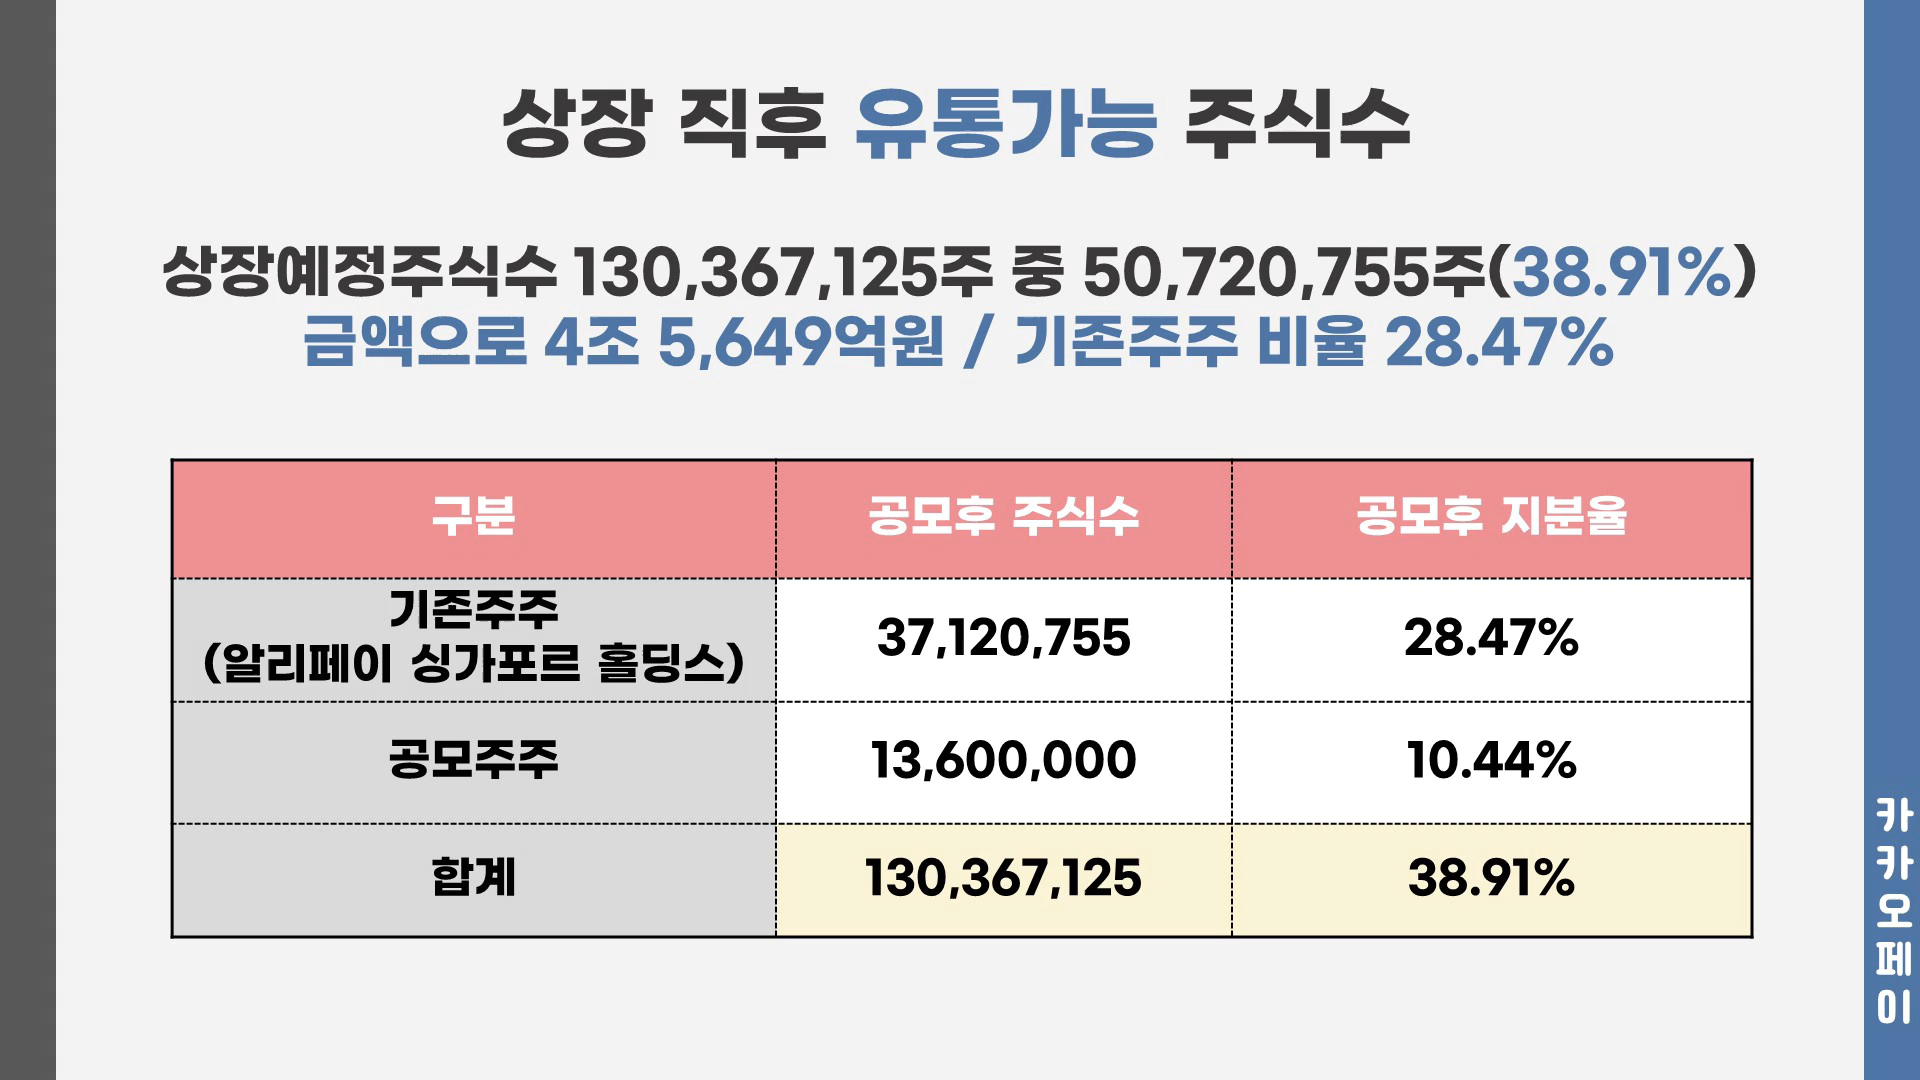 상장 직후 유통가능 주식수
상장예정주식수 130,367,125주 중 50,720,755주(38.91%)
금액으로 4조 5,649억원 / 기존주주 비율 28.47%
구분 공모후 주식수 공모후 지분율
기존주주
(알리페이 싱가포르 홀딩스) 37,120,755 28.47%
공모주주 13,600,000 10.44%
합계 130,367,125 38.91%
카카오페이